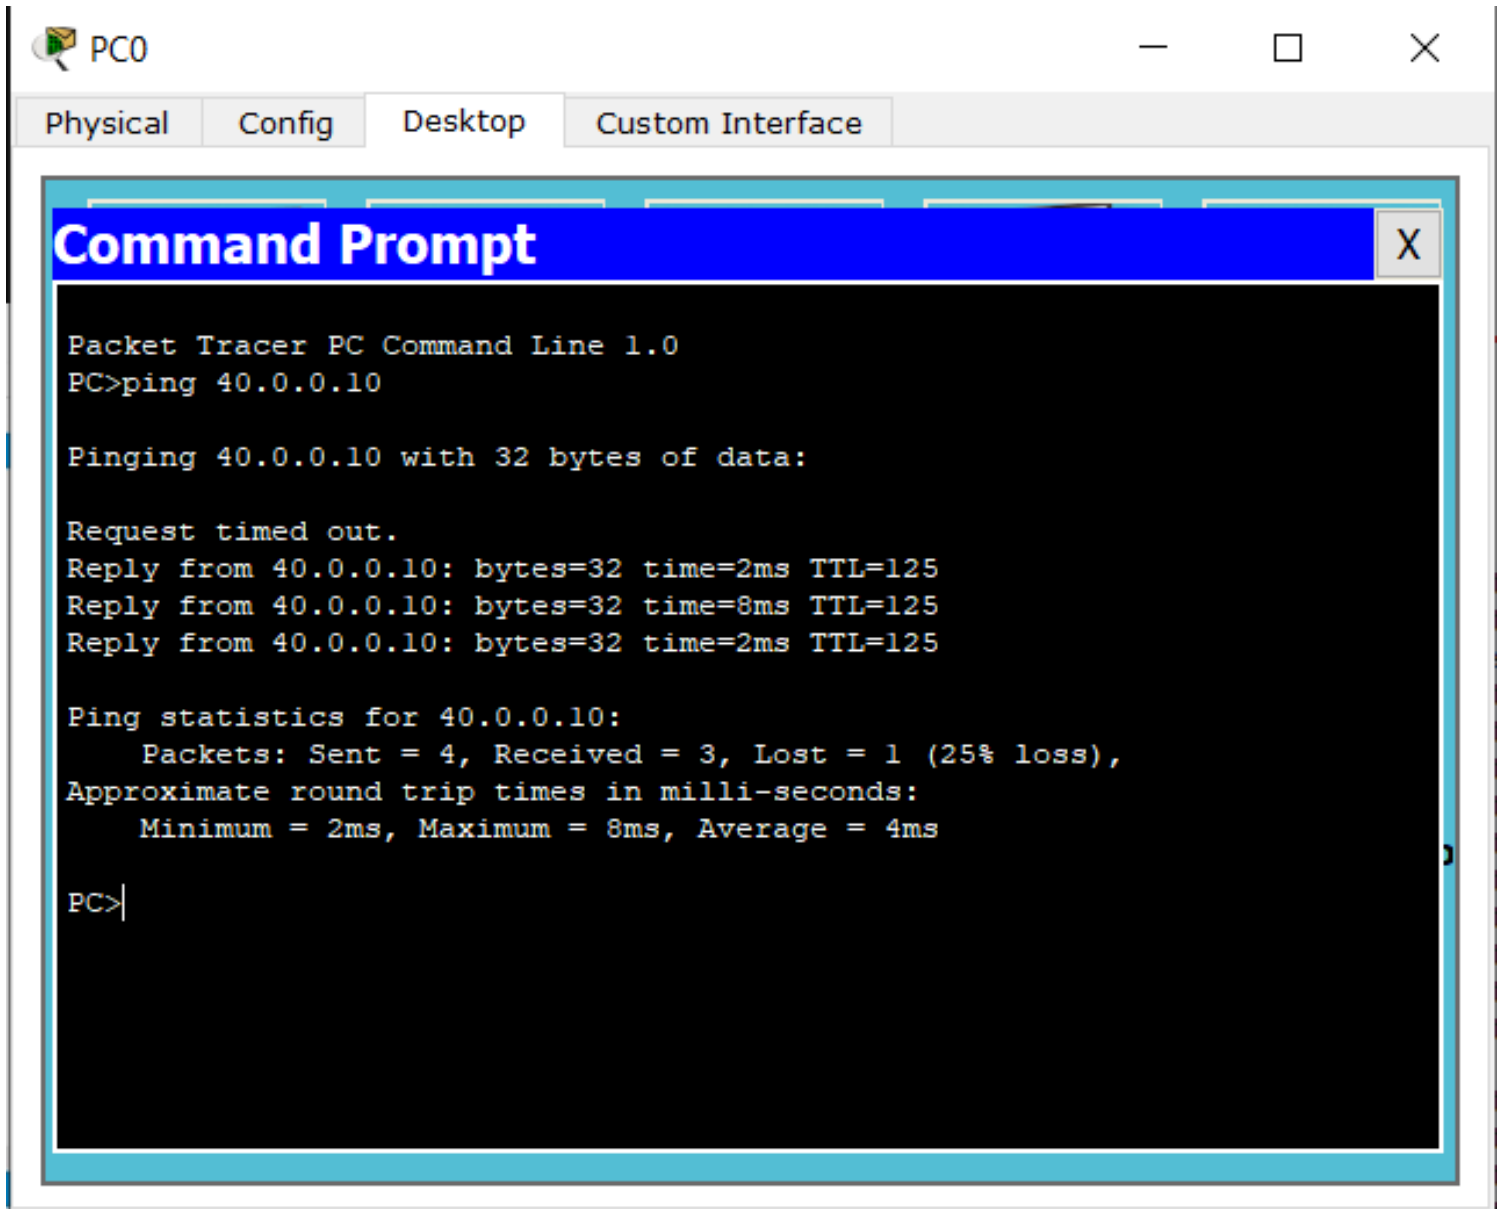 PC0
Physical Config Desktop Custom Interface
Command Prompt X
Packet Tracer PC Command Line 1.0
PC>ping 40.0.0.10
Pinging 40.0.0.10 with 32 bytes of data:
Request timed out.
Reply from 40.0.0.10: bytes=32 time=2ms TTL=125
Reply from 40.0.0.10: bytes=32 time=8ms TTL=125
Reply from 40.0.0.10: bytes=32 time=2ms TTL=125
Ping statistics for 40.0.0.10:
    Packets: Sent = 4, Received = 3, Lost = 1 (25% loss),
Approximate round trip times in milli-seconds:
    Minimum = 2ms, Maximum = 8ms, Average = 4ms
PC>